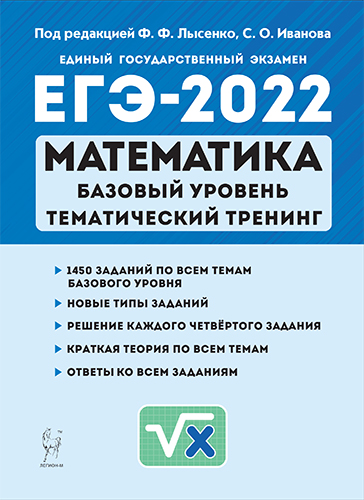 Под редакцией Ф. Ф. Лысенко, С. О. Иванова
ЕДИНЫЙ ГОСУДАРСТВЕННЫЙ ЭКЗАМЕН
ЕГЭ-2022
МАТЕМАТИКА
БАЗОВЫЙ УРОВЕНЬ
ТЕМАТИЧЕСКИЙ ТРЕНИНГ
1450 ЗАДАНИЙ ПО ВСЕМ ТЕМАМ
БАЗОВОГО УРОВНЯ
НОВЫЕ ТИПЫ ЗАДАНИЙ
РЕШЕНИЕ КАЖДОГО ЧЕТВЁРТОГО ЗАДАНИЯ
КРАТКАЯ ТЕОРИЯ ПО ВСЕМ ТЕМАМ
ОТВЕТЫ КО ВСЕМ ЗАДАНИЯМ
√x
ЛЕГИОН-М